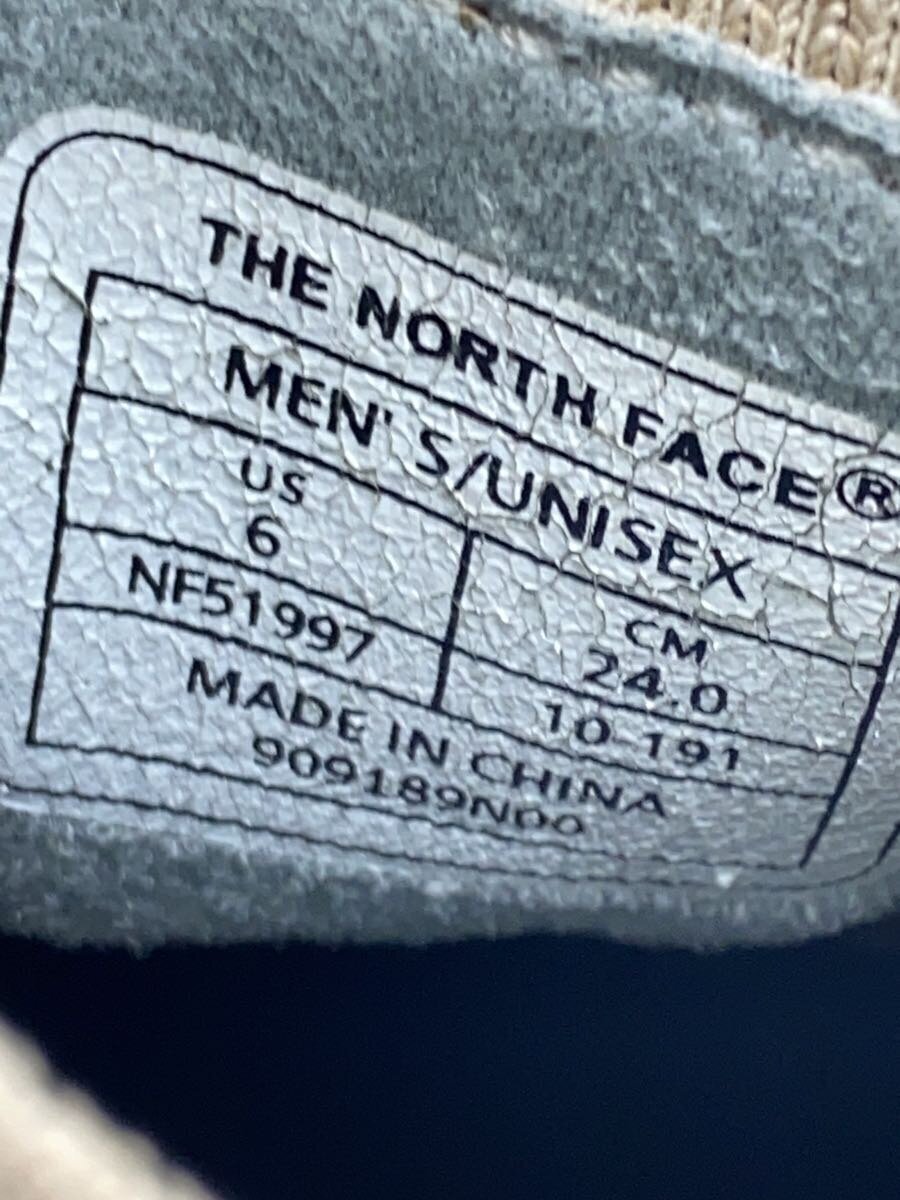 THE NORTH FACE®
MEN'S/UNISEX
US
6
CM
24.0
NF51997
10-191
MADE IN CHINA
909189N00